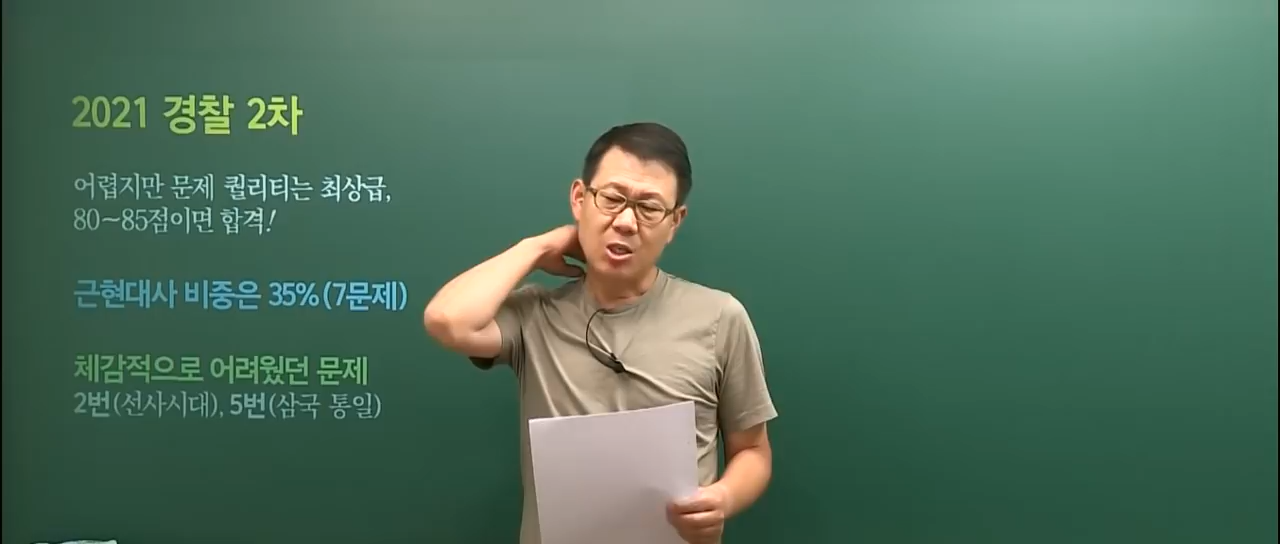 2021 경찰 2차
어렵지만 문제 퀄리티는 최상급,
80~85점이면 합격!
근현대사 비중은 35%(7문제)
체감적으로 어려웠던 문제
2번(선사시대), 5번(삼국 통일)